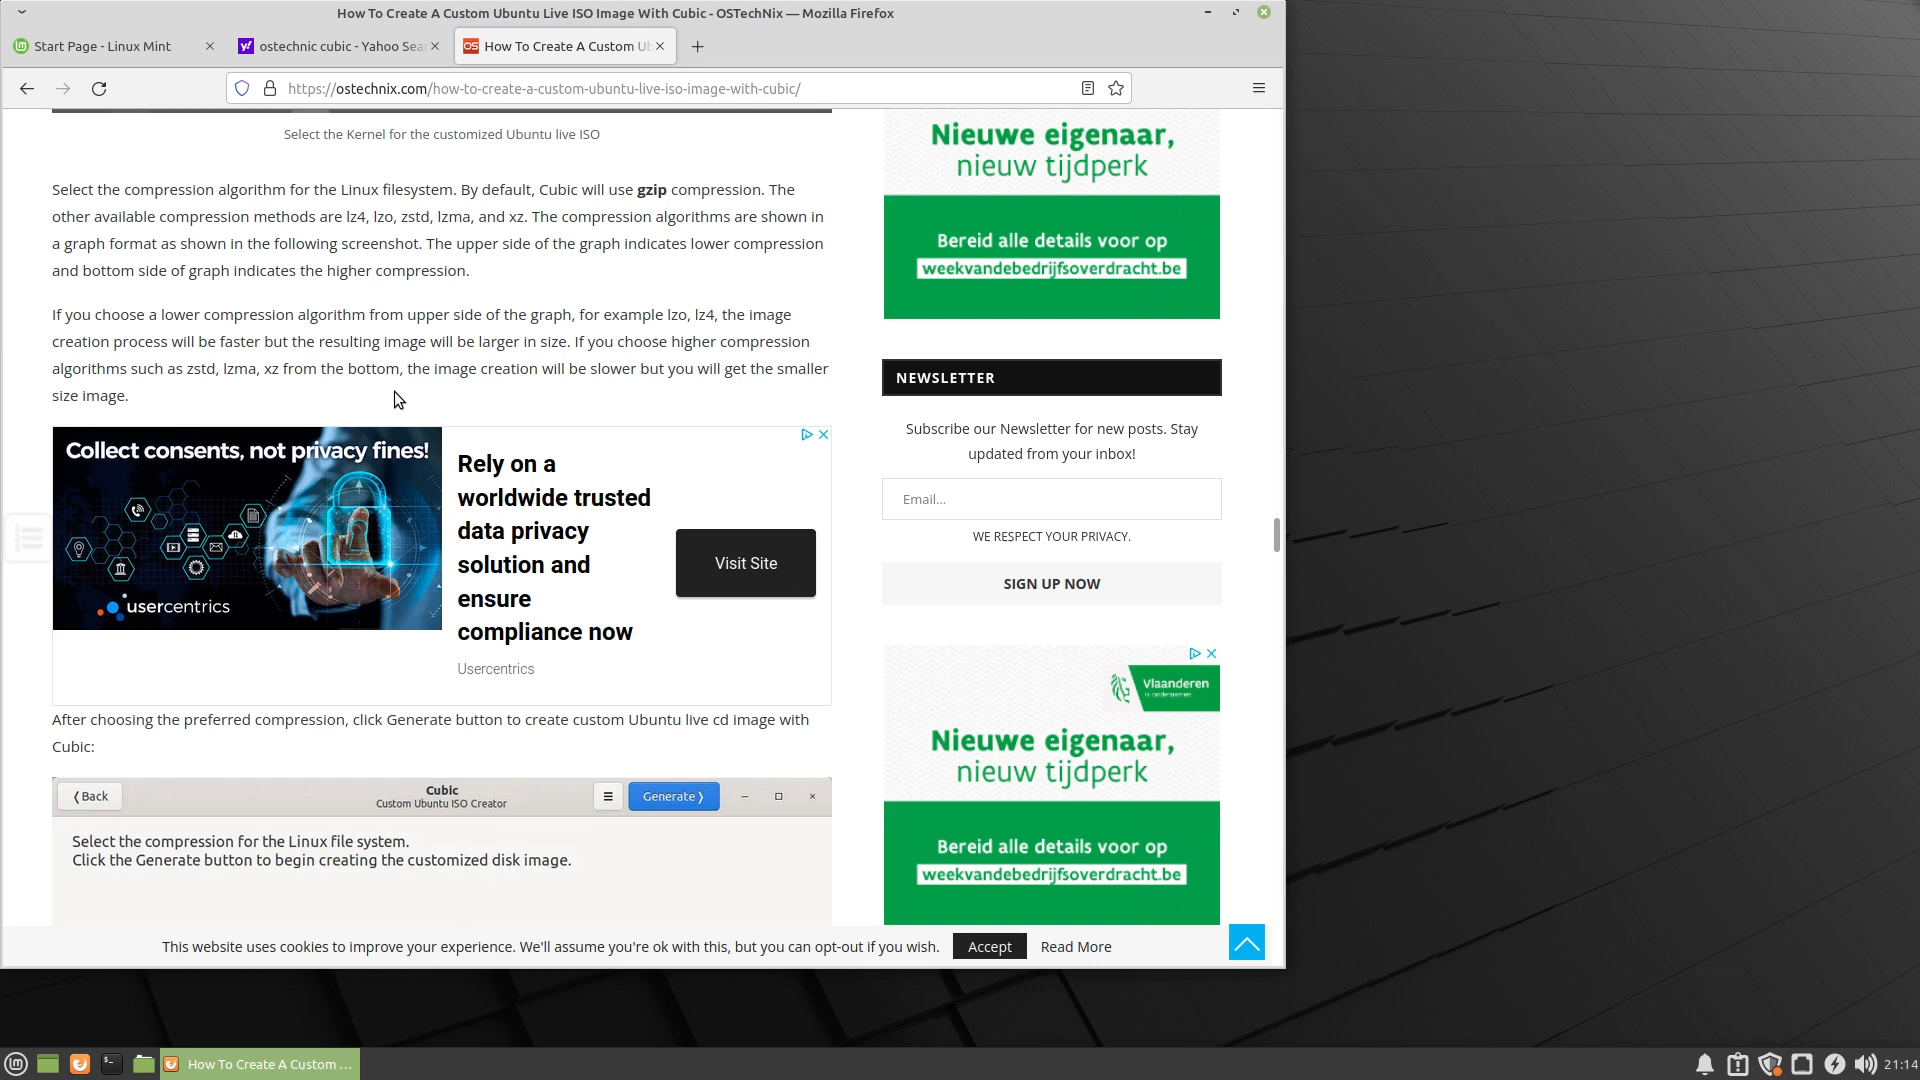 How To Create A Custom Ubuntu Live ISO Image With Cubic - OSTechNix — Mozilla Firefox
Start Page - Linux Mint
ostechnic cubic - Yahoo Sear
How To Create A Custom Ub
https://ostechnix.com/how-to-create-a-custom-ubuntu-live-iso-image-with-cubic/
Select the Kernel for the customized Ubuntu live ISO
Select the compression algorithm for the Linux filesystem. By default, Cubic will use gzip compression. The
other available compression methods are lz4, lzo, zstd, lzma, and xz. The compression algorithms are shown in
a graph format as shown in the following screenshot. The upper side of the graph indicates lower compression
and bottom side of graph indicates the higher compression.
If you choose a lower compression algorithm from upper side of the graph, for example lzo, lz4, the image
creation process will be faster but the resulting image will be larger in size. If you choose higher compression
algorithms such as zstd, lzma, xz from the bottom, the image creation will be slower but you will get the smaller
size image.
Collect consents, not privacy fines!
usercentrics
Rely on a
worldwide trusted
data privacy
solution and
ensure
compliance now
Usercentrics
Visit Site
After choosing the preferred compression, click Generate button to create custom Ubuntu live cd image with
Cubic:
Back
Cubic
Custom Ubuntu ISO Creator
Generate
Select the compression for the Linux file system.
Click the Generate button to begin creating the customized disk image.
Nieuwe eigenaar,
nieuw tijdperk
Bereid alle details voor op
weekvandebedrijfsoverdracht.be
NEWSLETTER
Subscribe our Newsletter for new posts. Stay
updated from your inbox!
Email...
WE RESPECT YOUR PRIVACY.
SIGN UP NOW
Vlaanderen
is ondernemen
Nieuwe eigenaar,
nieuw tijdperk
Bereid alle details voor op
weekvandebedrijfsoverdracht.be
This website uses cookies to improve your experience. We'll assume you're ok with this, but you can opt-out if you wish.
Accept
Read More
How To Create A Custom ...
21:14